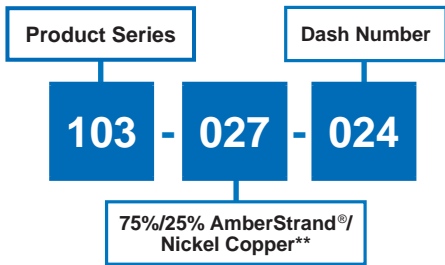 Product Series
Dash Number
103 - 027 - 024
75%/25% AmberStrand®/
Nickel Copper**